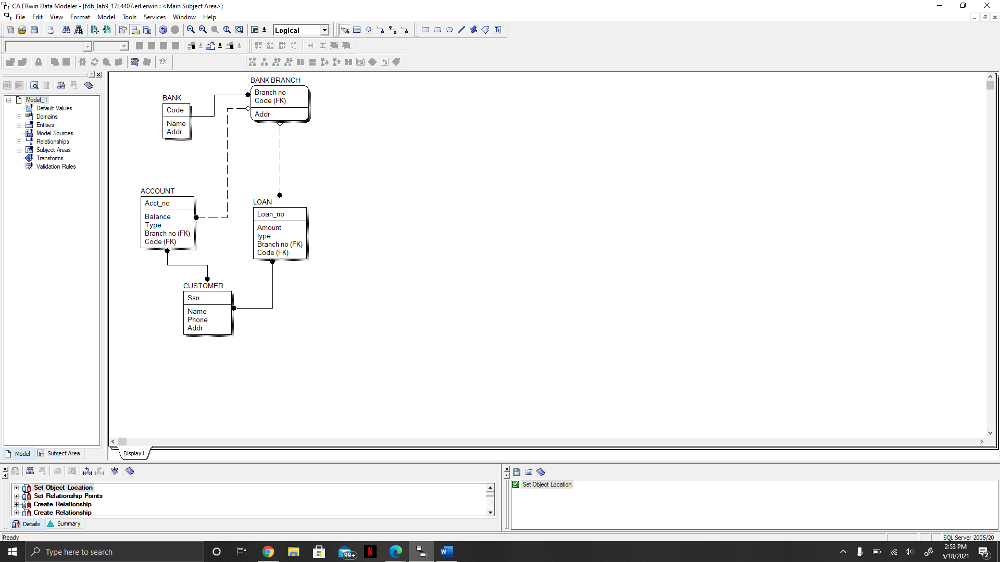 CA ERwin Data Modeler - [fdb_lab9_17L4407.erl.erwin : <Main Subject Area>]
File Edit View Format Model Tools Services Window Help
Logical
Model_1
Default Values
Domains
Entities
Model Sources
Relationships
Subject Areas
Transforms
Validation Rules
BANK BRANCH
Branch no
Code (FK)
Addr
BANK
Code
Name
Addr
ACCOUNT
Acct_no
Balance
Type
Branch no (FK)
Code (FK)
LOAN
Loan_no
Amount
type
Branch no (FK)
Code (FK)
CUSTOMER
Ssn
Name
Phone
Addr
Model Subject Area
Display1
Set Object Location
Set Relationship Points
Create Relationship
Create Relationship
Details Summary
Set Object Location
Ready
SQL Server 2005/20
Type here to search
99+
N
W
2:53 PM
5/18/2021
2